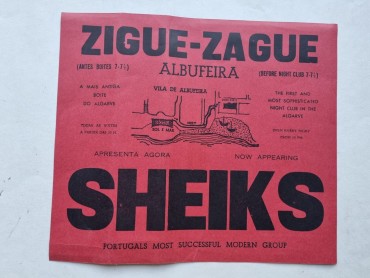 ZIGUE-ZAGUE
(ANTES BOITES 7-7½)
ALBUFEIRA
(BEFORE NIGHT CLUB 7-7½)
A MAIS ANTIGA
BOITE
DO ALGARVE
VILA DE ALBUFEIRA
THE FIRST AND
MOST SOPHISTICATED
NIGHT CLUB IN THE
ALGARVE
SOL E MAR
APRESENTA AGORA
NOW APPEARING
SHEIKS
PORTUGALS MOST SUCCESSFUL MODERN GROUP